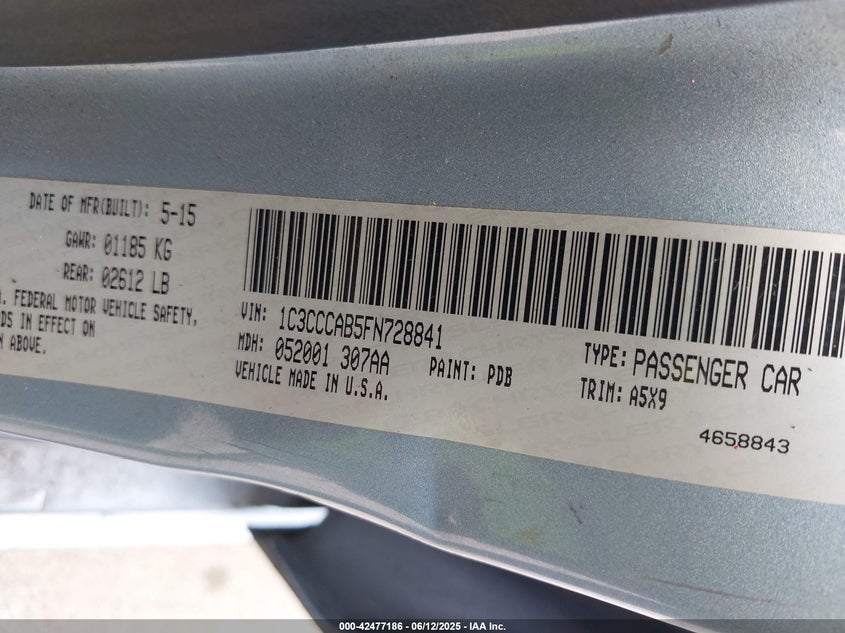 DATE OF MFR(BUILT): 5-15
GAWR: 01185 KG
REAR: 02612 LB
FEDERAL MOTOR VEHICLE SAFETY,
IN EFFECT ON
ABOVE.
VIN: 1C3CCCAB5FN728841
MDH: 052001 307AA PAINT: PDB
VEHICLE MADE IN U.S.A.
TYPE: PASSENGER CAR
TRIM: A5X9
4658843
000-42477186 - 06/12/2025 - IAA Inc.